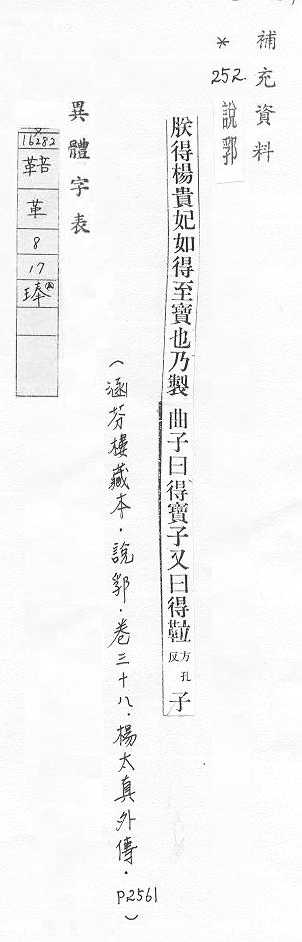 補充資料
*
252.
說郛
朕得楊貴妃如得至寶也乃製曲子曰得寶子又曰得
方孔
反
子
(涵芬樓藏本．說郛．卷三十八．楊太真外傳．P2561)
異體字表
16282
鞛
革
8
17
琫